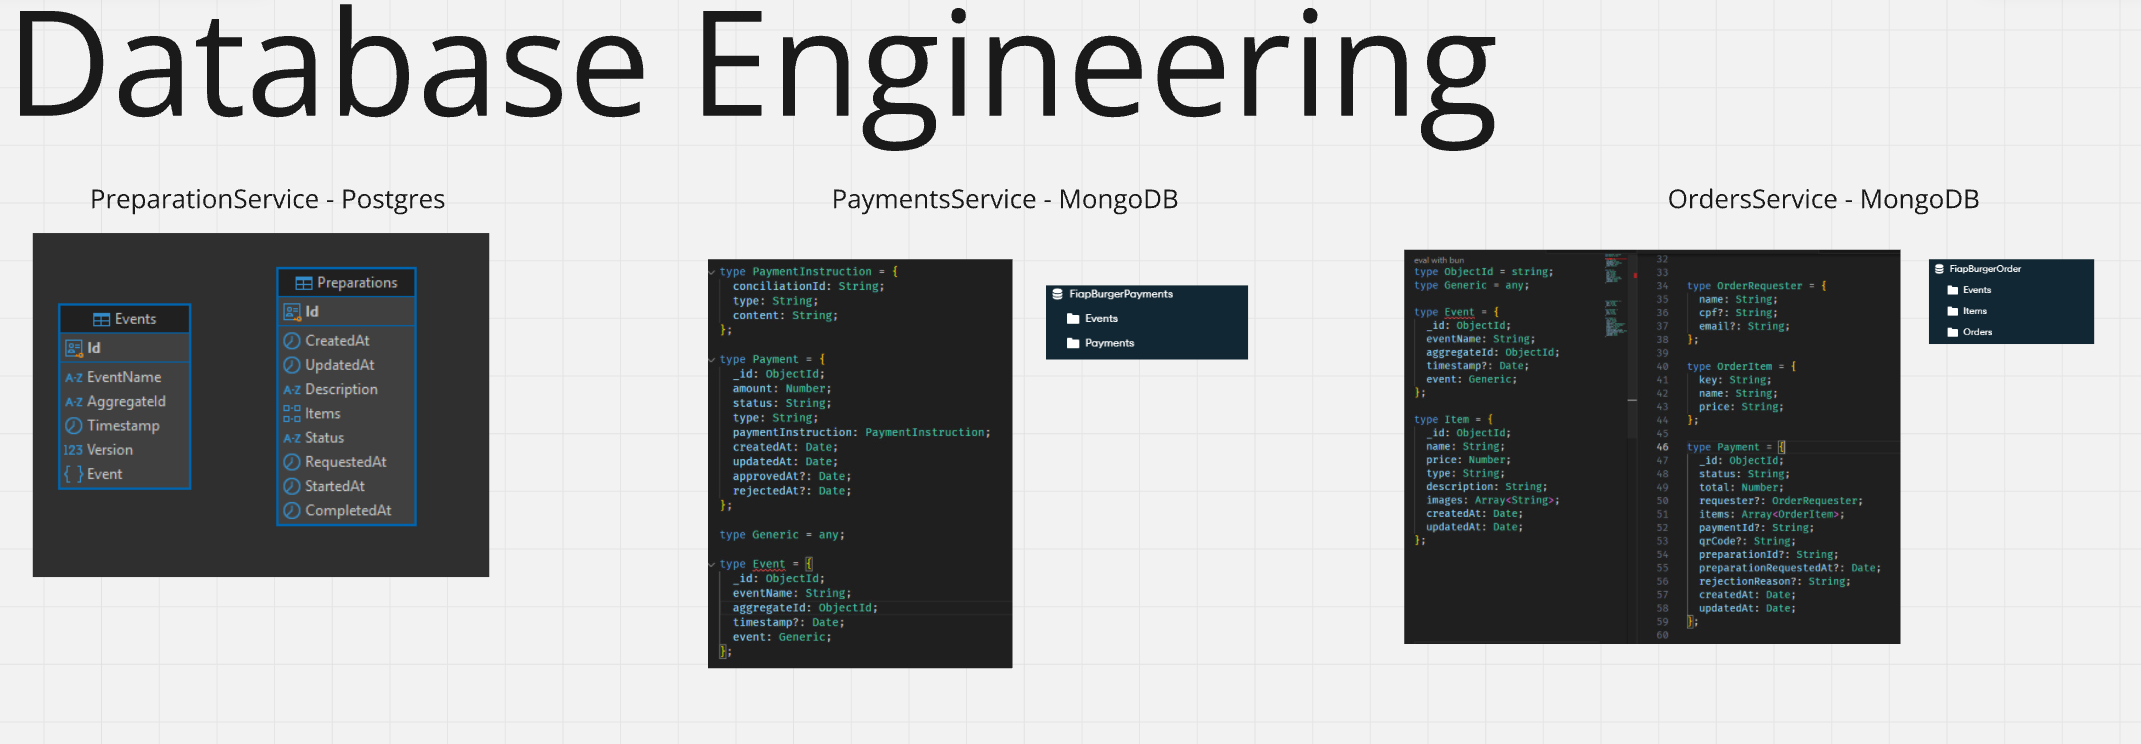 Database Engineering
PreparationService - Postgres
Events
Id
A-Z EventName
A-Z AggregateId
Timestamp
123 Version
{ } Event
Preparations
Id
CreatedAt
UpdatedAt
A-Z Description
Items
A-Z Status
RequestedAt
StartedAt
CompletedAt
PaymentsService - MongoDB
type PaymentInstruction = {
conciliationId: String;
type: String;
content: String;
};
type Payment = {
_id: ObjectId;
amount: Number;
status: String;
type: String;
paymentInstruction: PaymentInstruction;
createdAt: Date;
updatedAt: Date;
approvedAt?: Date;
rejectedAt?: Date;
};
type Generic = any;
type Event = {
_id: ObjectId;
eventName: String;
aggregateId: ObjectId;
timestamp?: Date;
event: Generic;
};
FiapBurgerPayments
Events
Payments
OrdersService - MongoDB
eval with bun
type ObjectId = string;
type Generic = any;
type Event = {
_id: ObjectId;
eventName: String;
aggregateId: ObjectId;
timestamp?: Date;
event: Generic;
};
type Item = {
_id: ObjectId;
name: String;
price: Number;
type: String;
description: String;
images: Array<String>;
createdAt: Date;
updatedAt: Date;
};
32
33
34 type OrderRequester = {
35 name: String;
36 cpf?: String;
37 email?: String;
38 };
39
40 type OrderItem = {
41 key: String;
42 name: String;
43 price: String;
44 };
45
46 type Payment = {
47 _id: ObjectId;
48 status: String;
49 total: Number;
50 requester?: OrderRequester;
51 items: Array<OrderItem>;
52 paymentId?: String;
53 qrCode?: String;
54 preparationId?: String;
55 preparationRequestedAt?: Date;
56 rejectionReason?: String;
57 createdAt: Date;
58 updatedAt: Date;
59 };
60
FiapBurgerOrder
Events
Items
Orders